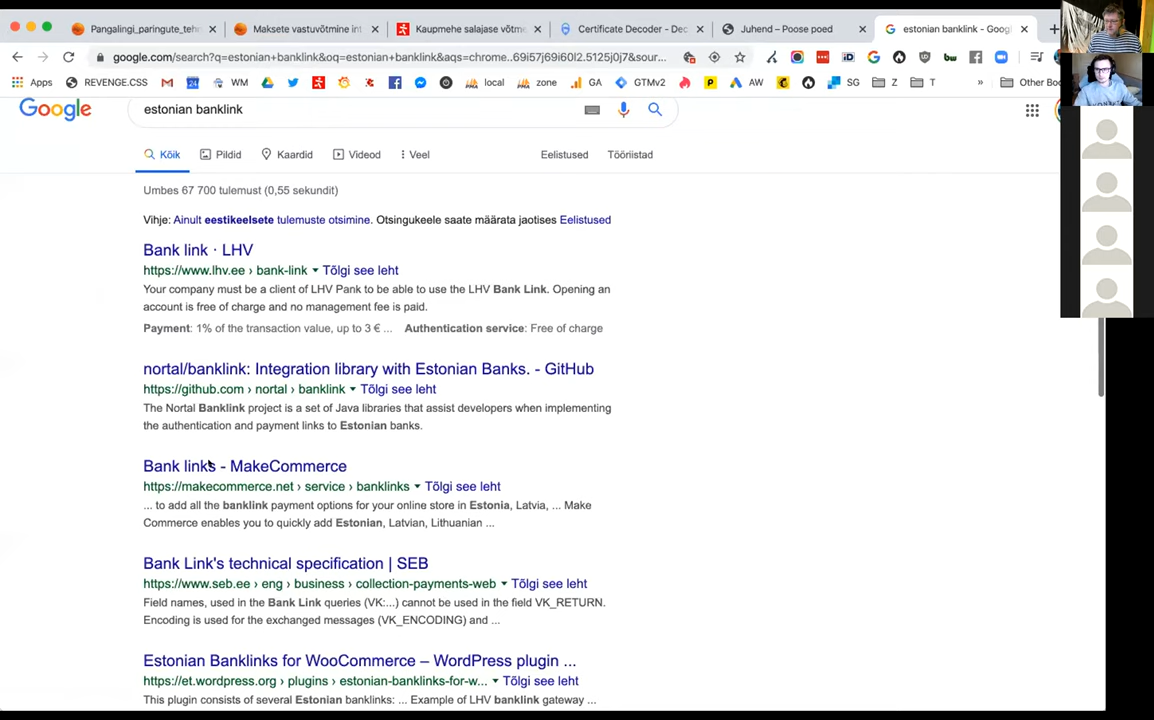 Pangalingi_paringute_tehn
Maksete vastuvõtmine int
Kaupmehe salajase võtme
Certificate Decoder - Dec
Juhend – Poose poed
estonian banklink - Googl
google.com/search?q=estonian+banklink&oq=estonian+banklink&aqs=chrome..69i57j69i60l2.5125j0j7&sour...
Apps
REVENGE.CSS
WM
local
zone
GA
GTMv2
AW
SG
Z
T
»
Other Boo
Google
estonian banklink
Kõik
Pildid
Kaardid
Videod
Veel
Eelistused
Tööriistad
Umbes 67 700 tulemust (0,55 sekundit)
Vihje: Ainult eestikeelsete tulemuste otsimine. Otsingukeele saate määrata jaotises Eelistused
Bank link · LHV
https://www.lhv.ee › bank-link ▾ Tõlgi see leht
Your company must be a client of LHV Pank to be able to use the LHV Bank Link. Opening an
account is free of charge and no management fee is paid.
Payment: 1% of the transaction value, up to 3 € ... Authentication service: Free of charge
nortal/banklink: Integration library with Estonian Banks. - GitHub
https://github.com › nortal › banklink ▾ Tõlgi see leht
The Nortal Banklink project is a set of Java libraries that assist developers when implementing
the authentication and payment links to Estonian banks.
Bank links - MakeCommerce
https://makecommerce.net › service › banklinks ▾ Tõlgi see leht
... to add all the banklink payment options for your online store in Estonia, Latvia, ... Make
Commerce enables you to quickly add Estonian, Latvian, Lithuanian ...
Bank Link's technical specification | SEB
https://www.seb.ee › eng › business › collection-payments-web ▾ Tõlgi see leht
Field names, used in the Bank Link queries (VK:...) cannot be used in the field VK_RETURN.
Encoding is used for the exchanged messages (VK_ENCODING) and ...
Estonian Banklinks for WooCommerce – WordPress plugin ...
https://et.wordpress.org › plugins › estonian-banklinks-for-w... ▾ Tõlgi see leht
This plugin consists of several Estonian banklinks: ... Example of LHV banklink gateway ...